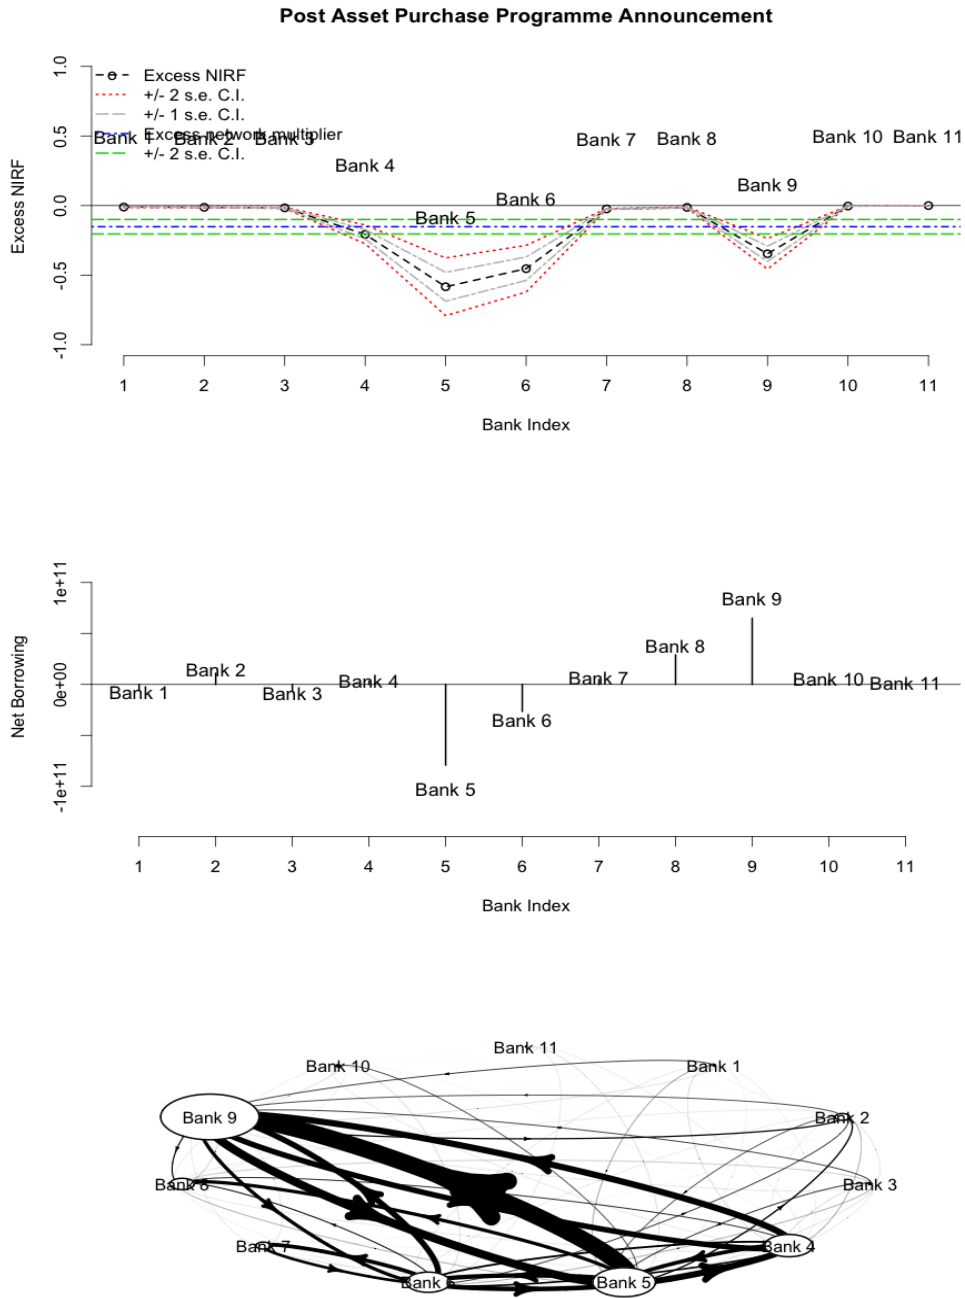 Post Asset Purchase Programme Announcement
1.0
0.5
0.0
-0.5
-1.0
Excess NIRF
Excess NIRF
+/- 2 s.e. C.I.
+/- 1 s.e. C.I.
Excess network multiplier
+/- 2 s.e. C.I.
Bank 1
Bank 2
Bank 3
Bank 4
Bank 5
Bank 6
Bank 7
Bank 8
Bank 9
Bank 10
Bank 11
1 2 3 4 5 6 7 8 9 10 11
Bank Index
1e+11
0e+00
-1e+11
Net Borrowing
Bank 1
Bank 2
Bank 3
Bank 4
Bank 5
Bank 6
Bank 7
Bank 8
Bank 9
Bank 10
Bank 11
1 2 3 4 5 6 7 8 9 10 11
Bank Index
Bank 11
Bank 10
Bank 1
Bank 9
Bank 2
Bank 8
Bank 3
Bank 7
Bank 4
Bank 6
Bank 5